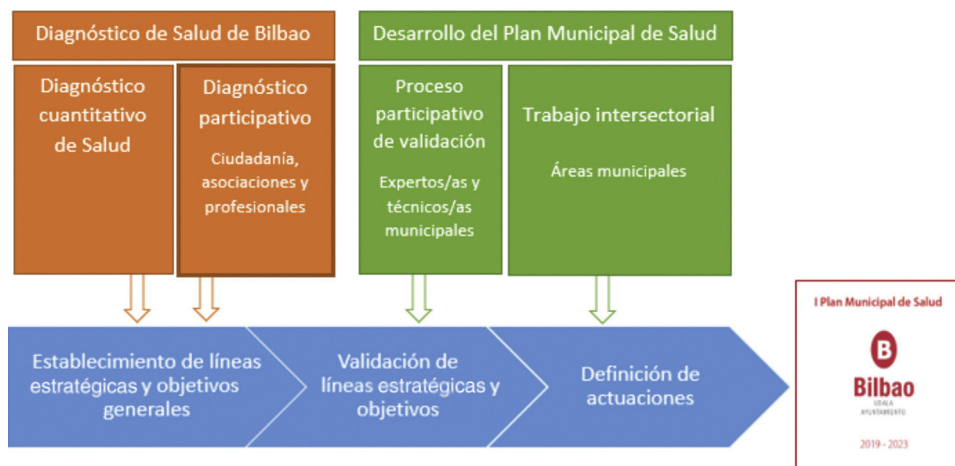 Diagnóstico de Salud de Bilbao
Desarrollo del Plan Municipal de Salud
Diagnóstico
cuantitativo
de Salud
Diagnóstico
participativo
Ciudadanía,
asociaciones y
profesionales
Proceso
participativo
de validación
Expertos/as y
técnicos/as
municipales
Trabajo intersectorial
Áreas municipales
Establecimiento de líneas
estratégicas y objetivos
generales
Validación de
líneas estratégicas y
objetivos
Definición de
actuaciones
I Plan Municipal de Salud
B
Bilbao
UDALA
AYUNTAMIENTO
2019 - 2023